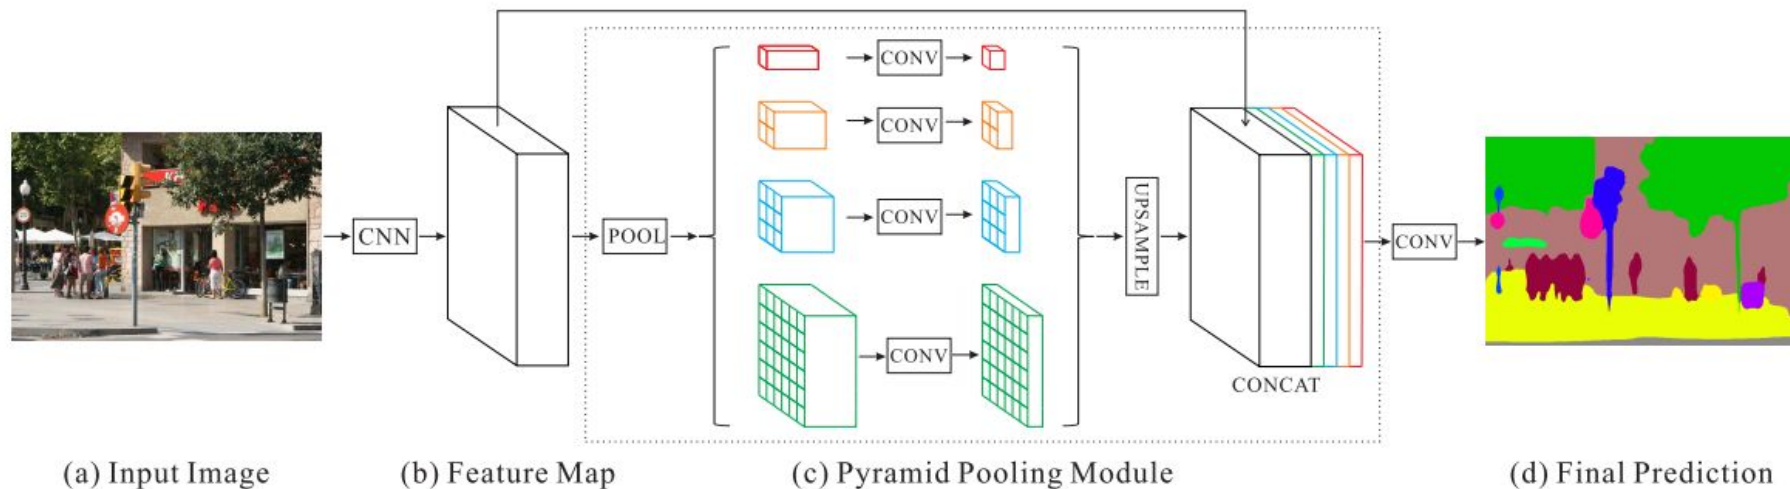 CONV
CONV
CNN
POOL
CONV
UPSAMPLE
CONV
CONV
CONCAT
(a) Input Image
(b) Feature Map
(c) Pyramid Pooling Module
(d) Final Prediction